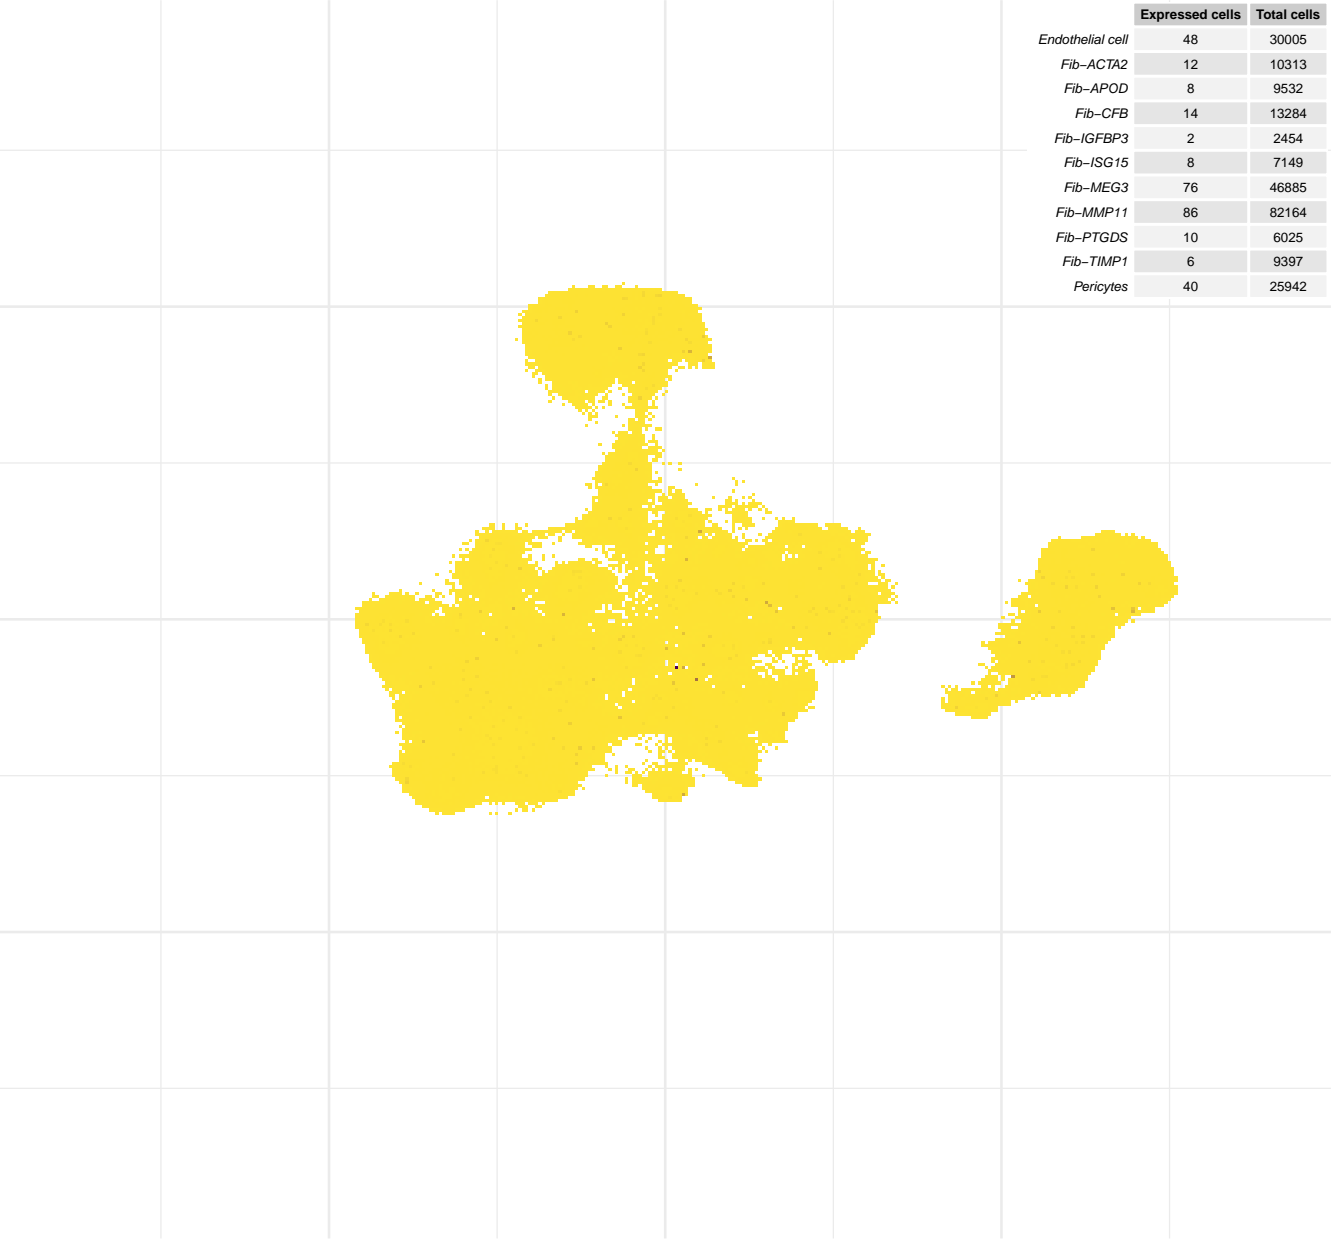 Expressed cells Total cells
Endothelial cell 48 30005
Fib−ACTA2 12 10313
Fib−APOD 8 9532
Fib−CFB 14 13284
Fib−IGFBP3 2 2454
Fib−ISG15 8 7149
Fib−MEG3 76 46885
Fib−MMP11 86 82164
Fib−PTGDS 10 6025
Fib−TIMP1 6 9397
Pericytes 40 25942